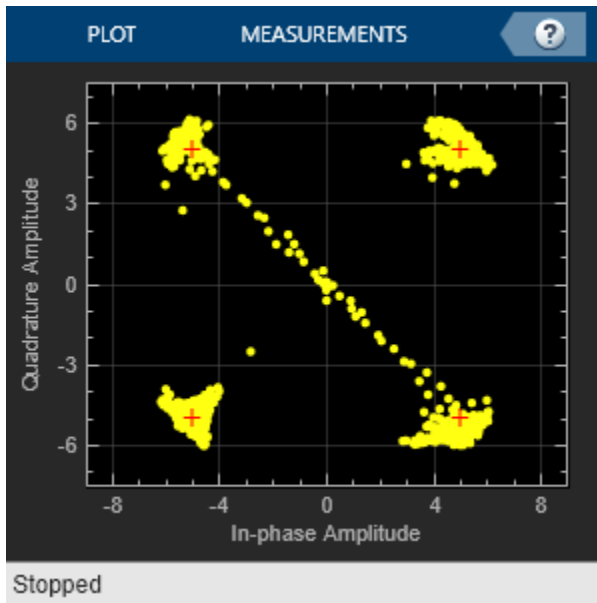 PLOT MEASUREMENTS ?
6
3
0
-3
-6
Quadrature Amplitude
-8 -4 0 4 8
In-phase Amplitude
Stopped